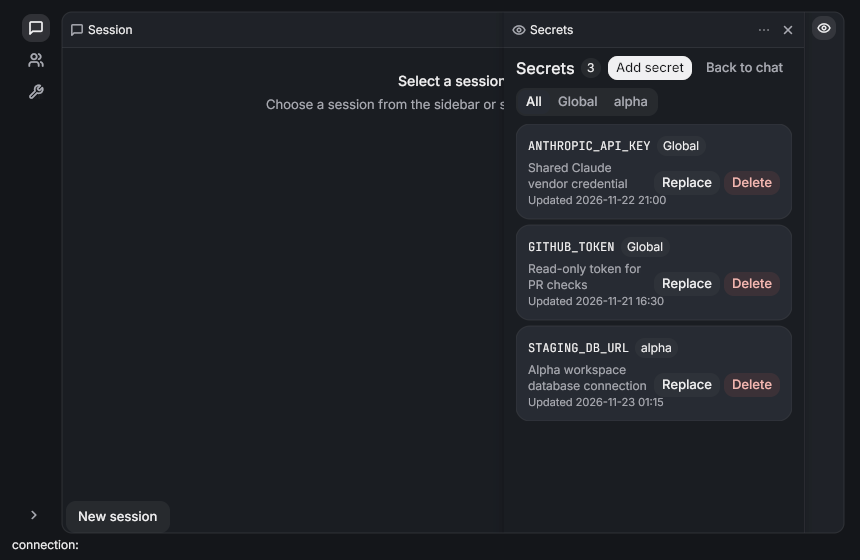 Session
Select a session
Choose a session from the sidebar or s
New session
connection:
Secrets
Secrets 3 Add secret Back to chat
All Global alpha
ANTHROPIC_API_KEY Global
Shared Claude
vendor credential
Replace Delete
Updated 2026-11-22 21:00
GITHUB_TOKEN Global
Read-only token for
PR checks
Replace Delete
Updated 2026-11-21 16:30
STAGING_DB_URL alpha
Alpha workspace
database connection
Replace Delete
Updated 2026-11-23 01:15